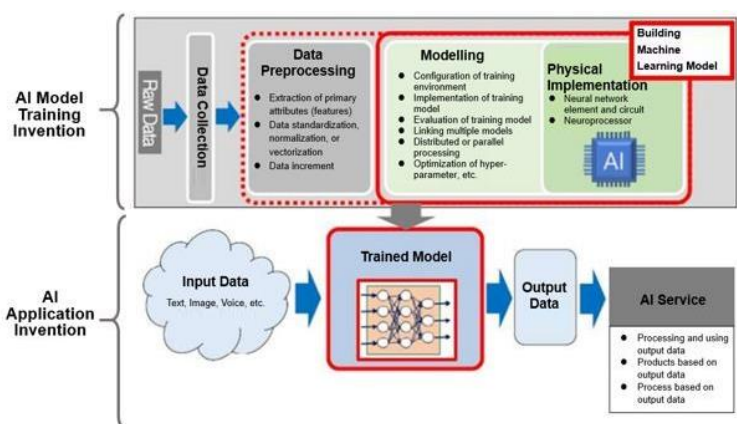 Building
Machine
Learning Model
AI Model
Training
Invention
Raw Data
Data Collection
Data
Preprocessing
● Extraction of primary
attributes (features)
● Data standardization,
normalization, or
vectorization
● Data increment
Modelling
● Configuration of training
environment
● Implementation of training
model
● Evaluation of training model
● Linking multiple models
● Distributed or parallel
processing
● Optimization of hyper-
parameter, etc.
Physical
Implementation
● Neural network
element and circuit
● Neuroprocessor
AI
AI
Application
Invention
Input Data
Text, Image, Voice, etc.
Trained Model
Output
Data
AI Service
● Processing and using
output data
● Products based on
output data
● Process based on
output data